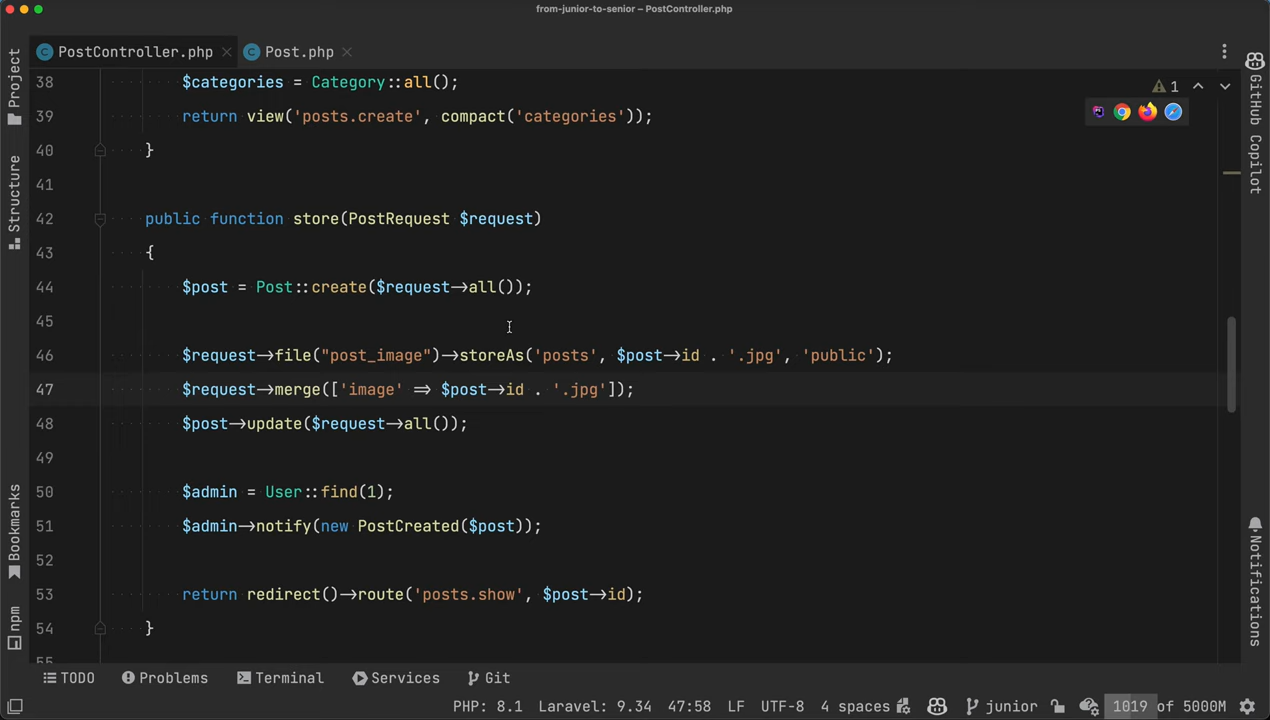 from-junior-to-senior – PostController.php
PostController.php
Post.php
Project
Structure
Bookmarks
npm
GitHub Copilot
Notifications
1
38 $categories = Category::all();
39 return view('posts.create', compact('categories'));
40 }
41
42 public function store(PostRequest $request)
43 {
44 $post = Post::create($request->all());
45
46 $request->file("post_image")->storeAs('posts', $post->id . '.jpg', 'public');
47 $request->merge(['image' => $post->id . '.jpg']);
48 $post->update($request->all());
49
50 $admin = User::find(1);
51 $admin->notify(new PostCreated($post));
52
53 return redirect()->route('posts.show', $post->id);
54 }
55
TODO Problems Terminal Services Git
PHP: 8.1 Laravel: 9.34 47:58 LF UTF-8 4 spaces junior 1019 of 5000M